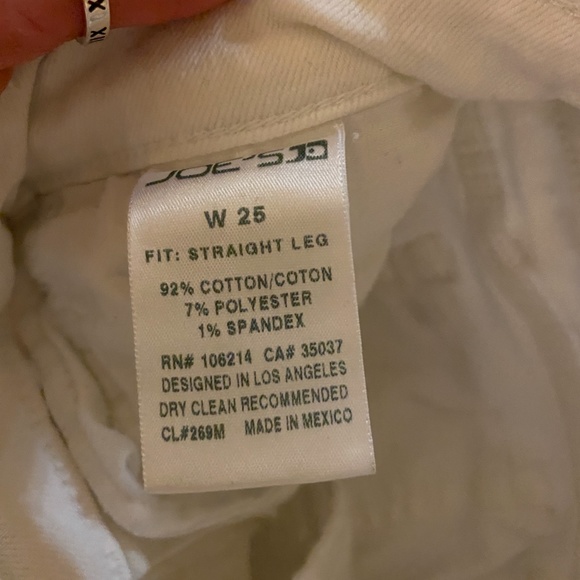 XII
JOE'S
W 25
FIT: STRAIGHT LEG
92% COTTON/COTON
7% POLYESTER
1% SPANDEX
RN# 106214 CA# 35037
DESIGNED IN LOS ANGELES
DRY CLEAN RECOMMENDED
CL#269M MADE IN MEXICO